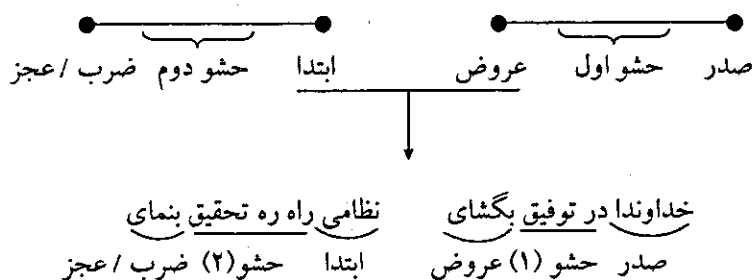 صدر حشو اول عروض ابتدا حشو دوم ضرب / عجز
خداوندا در توفیق بگشای نظامی راه ره تحقیق بنمای
صدر حشو (۱) عروض ابتدا حشو (۲) ضرب / عجز